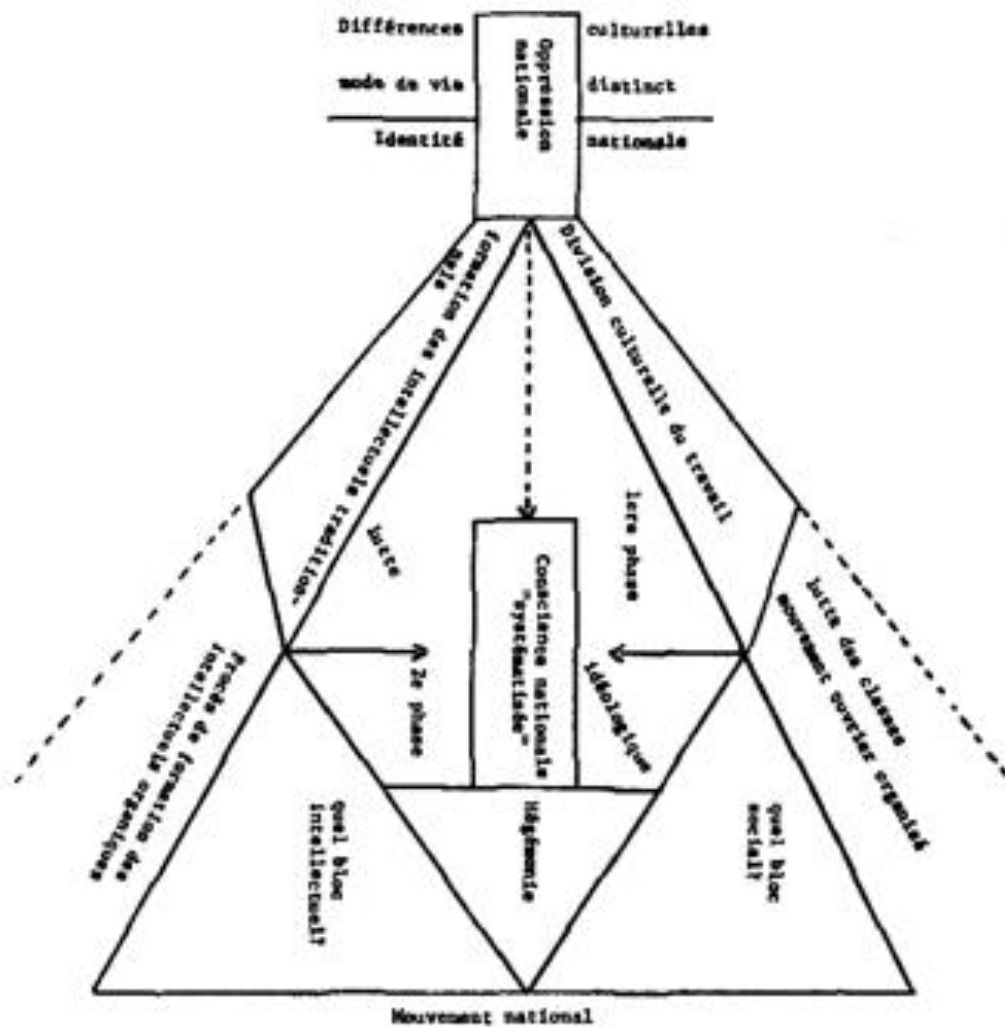 Différences culturelles
mode de vie distinct
Identité nationale
Oppression
nationale
formation des intellectuels tradition-
nels
Division culturelle du travail
lutte
1ere phase
Conscience nationale
"systématisée"
2e phase
idéologique
Procès de formation des
intellectuels organiques
lutte des classes
mouvement ouvrier organisé
quel bloc
intellectuel?
Hégémonie
quel bloc
social?
Mouvement national